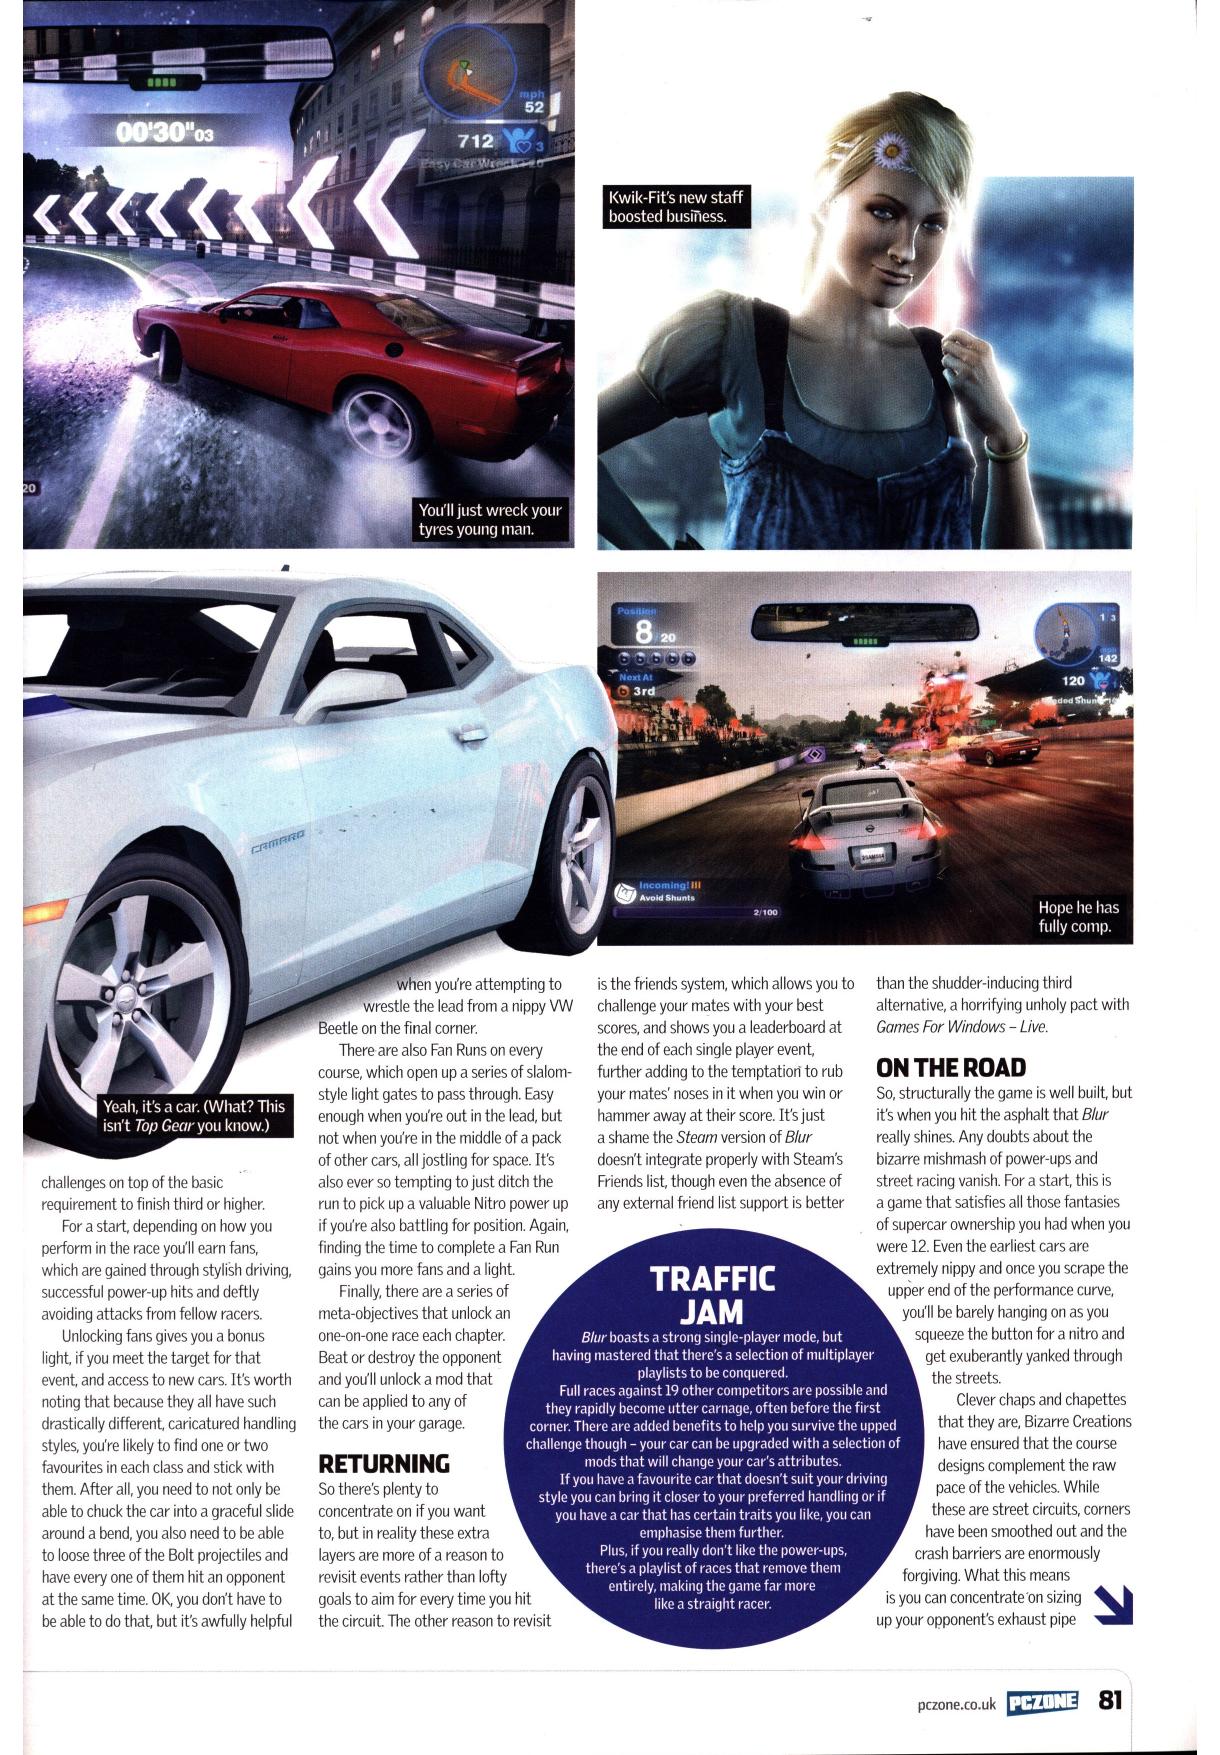 00'30"03
mph
52
712
3
20
You'll just wreck your
tyres young man.
Kwik-Fit's new staff
boosted business.
CAMARO
Position
8/20
Next At
3rd
1 3
mph
142
120
Incoming! III
Avoid Shunts
2/100
Hope he has
fully comp.
Yeah, it's a car. (What? This
isn't Top Gear you know.)
challenges on top of the basic
requirement to finish third or higher.
For a start, depending on how you
perform in the race you'll earn fans,
which are gained through stylish driving,
successful power-up hits and deftly
avoiding attacks from fellow racers.
Unlocking fans gives you a bonus
light, if you meet the target for that
event, and access to new cars. It's worth
noting that because they all have such
drastically different, caricatured handling
styles, you're likely to find one or two
favourites in each class and stick with
them. After all, you need to not only be
able to chuck the car into a graceful slide
around a bend, you also need to be able
to loose three of the Bolt projectiles and
have every one of them hit an opponent
at the same time. OK, you don't have to
be able to do that, but it's awfully helpful
when you're attempting to
wrestle the lead from a nippy VW
Beetle on the final corner.
There are also Fan Runs on every
course, which open up a series of slalom-
style light gates to pass through. Easy
enough when you're out in the lead, but
not when you're in the middle of a pack
of other cars, all jostling for space. It's
also ever so tempting to just ditch the
run to pick up a valuable Nitro power up
if you're also battling for position. Again,
finding the time to complete a Fan Run
gains you more fans and a light.
Finally, there are a series of
meta-objectives that unlock an
one-on-one race each chapter.
Beat or destroy the opponent
and you'll unlock a mod that
can be applied to any of
the cars in your garage.
RETURNING
So there's plenty to
concentrate on if you want
to, but in reality these extra
layers are more of a reason to
revisit events rather than lofty
goals to aim for every time you hit
the circuit. The other reason to revisit
is the friends system, which allows you to
challenge your mates with your best
scores, and shows you a leaderboard at
the end of each single player event,
further adding to the temptation to rub
your mates' noses in it when you win or
hammer away at their score. It's just
a shame the Steam version of Blur
doesn't integrate properly with Steam's
Friends list, though even the absence of
any external friend list support is better
than the shudder-inducing third
alternative, a horrifying unholy pact with
Games For Windows – Live.
ON THE ROAD
So, structurally the game is well built, but
it's when you hit the asphalt that Blur
really shines. Any doubts about the
bizarre mishmash of power-ups and
street racing vanish. For a start, this is
a game that satisfies all those fantasies
of supercar ownership you had when you
were 12. Even the earliest cars are
extremely nippy and once you scrape the
upper end of the performance curve,
you'll be barely hanging on as you
squeeze the button for a nitro and
get exuberantly yanked through
the streets.
Clever chaps and chapettes
that they are, Bizarre Creations
have ensured that the course
designs complement the raw
pace of the vehicles. While
these are street circuits, corners
have been smoothed out and the
crash barriers are enormously
forgiving. What this means
is you can concentrate on sizing
up your opponent's exhaust pipe
TRAFFIC
JAM
Blur boasts a strong single-player mode, but
having mastered that there's a selection of multiplayer
playlists to be conquered.
Full races against 19 other competitors are possible and
they rapidly become utter carnage, often before the first
corner. There are added benefits to help you survive the upped
challenge though – your car can be upgraded with a selection of
mods that will change your car's attributes.
If you have a favourite car that doesn't suit your driving
style you can bring it closer to your preferred handling or if
you have a car that has certain traits you like, you can
emphasise them further.
Plus, if you really don't like the power-ups,
there's a playlist of races that remove them
entirely, making the game far more
like a straight racer.
pczone.co.uk PCZONE 81